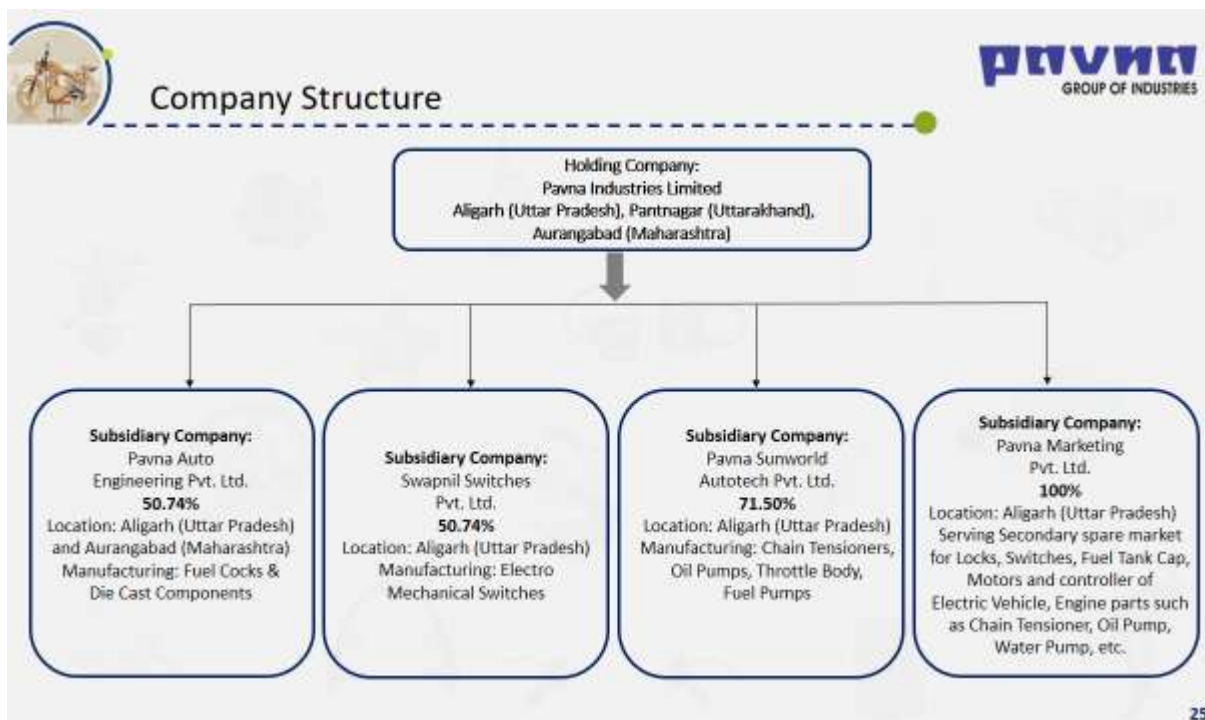 Company Structure
PAVNA
GROUP OF INDUSTRIES
Holding Company:
Pavna Industries Limited
Aligarh (Uttar Pradesh), Pantnagar (Uttarakhand),
Aurangabad (Maharashtra)
Subsidiary Company:
Pavna Auto
Engineering Pvt. Ltd.
50.74%
Location: Aligarh (Uttar Pradesh)
and Aurangabad (Maharashtra)
Manufacturing: Fuel Cocks &
Die Cast Components
Subsidiary Company:
Swapnil Switches
Pvt. Ltd.
50.74%
Location: Aligarh (Uttar Pradesh)
Manufacturing: Electro
Mechanical Switches
Subsidiary Company:
Pavna Sunworld
Autotech Pvt. Ltd.
71.50%
Location: Aligarh (Uttar Pradesh)
Manufacturing: Chain Tensioners,
Oil Pumps, Throttle Body,
Fuel Pumps
Subsidiary Company:
Pavna Marketing
Pvt. Ltd.
100%
Location: Aligarh (Uttar Pradesh)
Serving Secondary spare market
for Locks, Switches, Fuel Tank Cap,
Motors and controller of
Electric Vehicle, Engine parts such
as Chain Tensioner, Oil Pump,
Water Pump, etc.
25